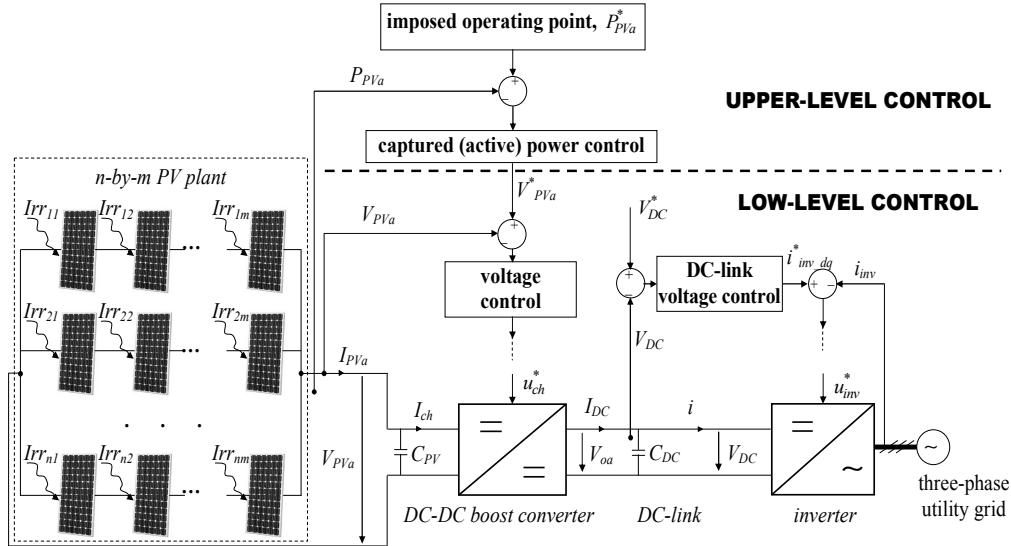 imposed operating point, P*PVa
PPVa
+
−
UPPER-LEVEL CONTROL
captured (active) power control
n-by-m PV plant
V*PVa
LOW-LEVEL CONTROL
Irr11
Irr12
Irr1m
VPVa
+
−
V*DC
voltage
control
+
−
DC-link
voltage control
i*inv_dq
+
−
iinv
Irr21
Irr22
Irr2m
VDC
IPVa
u*ch
u*inv
Ich
IDC
i
Irrn1
Irrn2
Irrnm
VPVa
CPV
=
=
Voa
CDC
VDC
=
~
~
DC-DC boost converter
DC-link
inverter
three-phase
utility grid